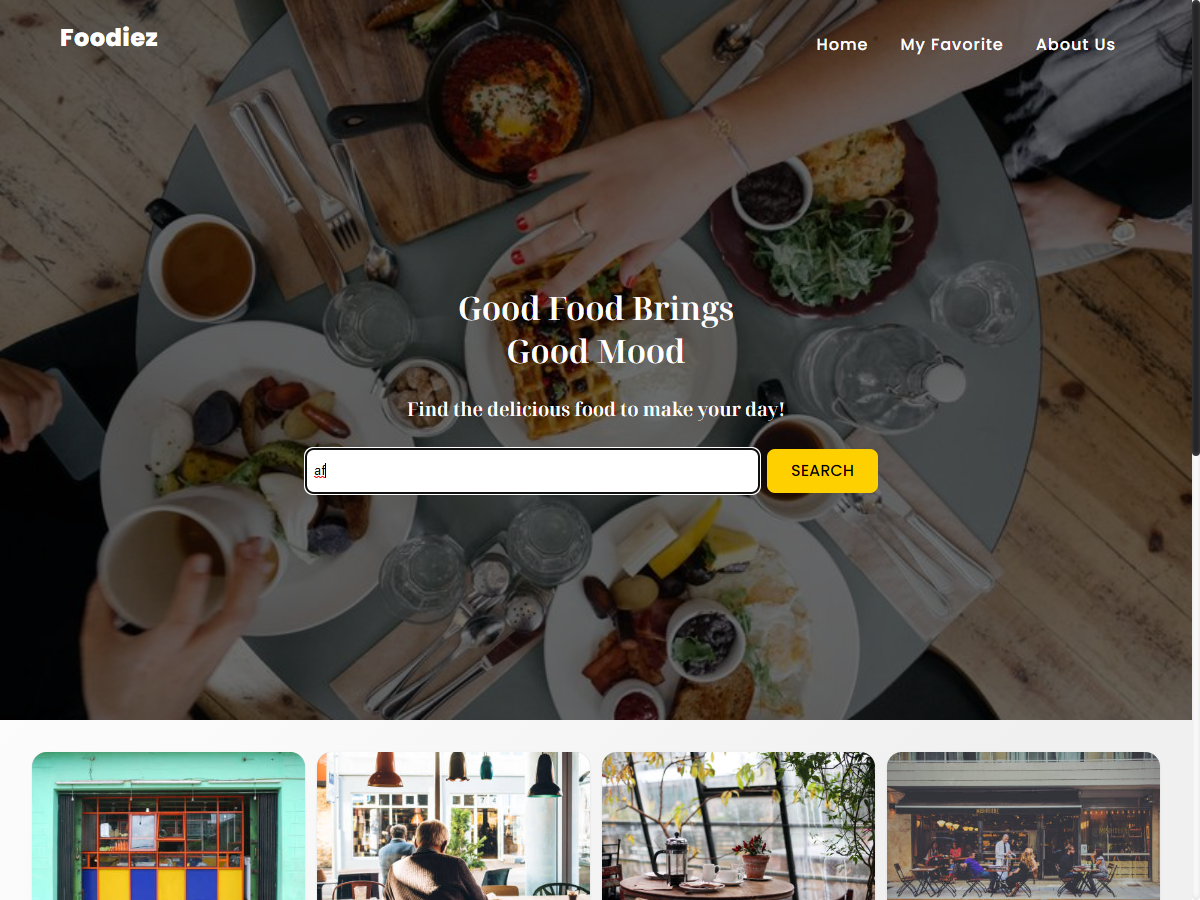 Foodiez
Home
My Favorite
About Us
Good Food Brings
Good Mood
Find the delicious food to make your day!
af
SEARCH